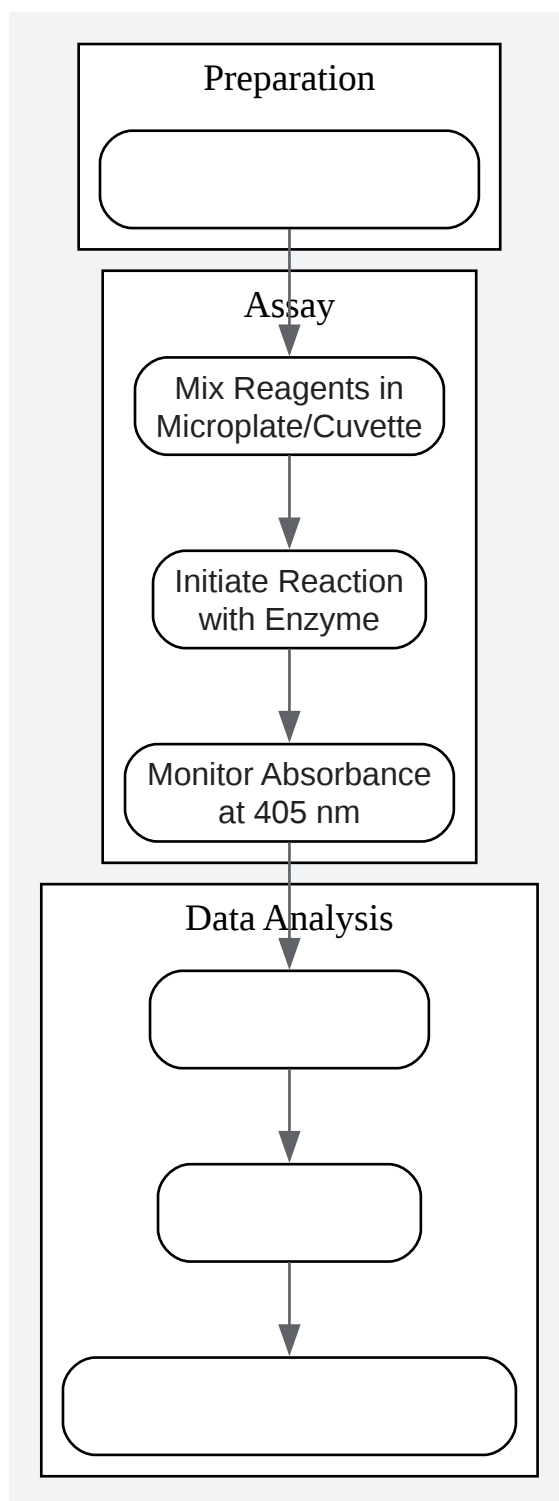 Preparation
Assay
Mix Reagents in
Microplate/Cuvette
Initiate Reaction
with Enzyme
Monitor Absorbance
at 405 nm
Data Analysis